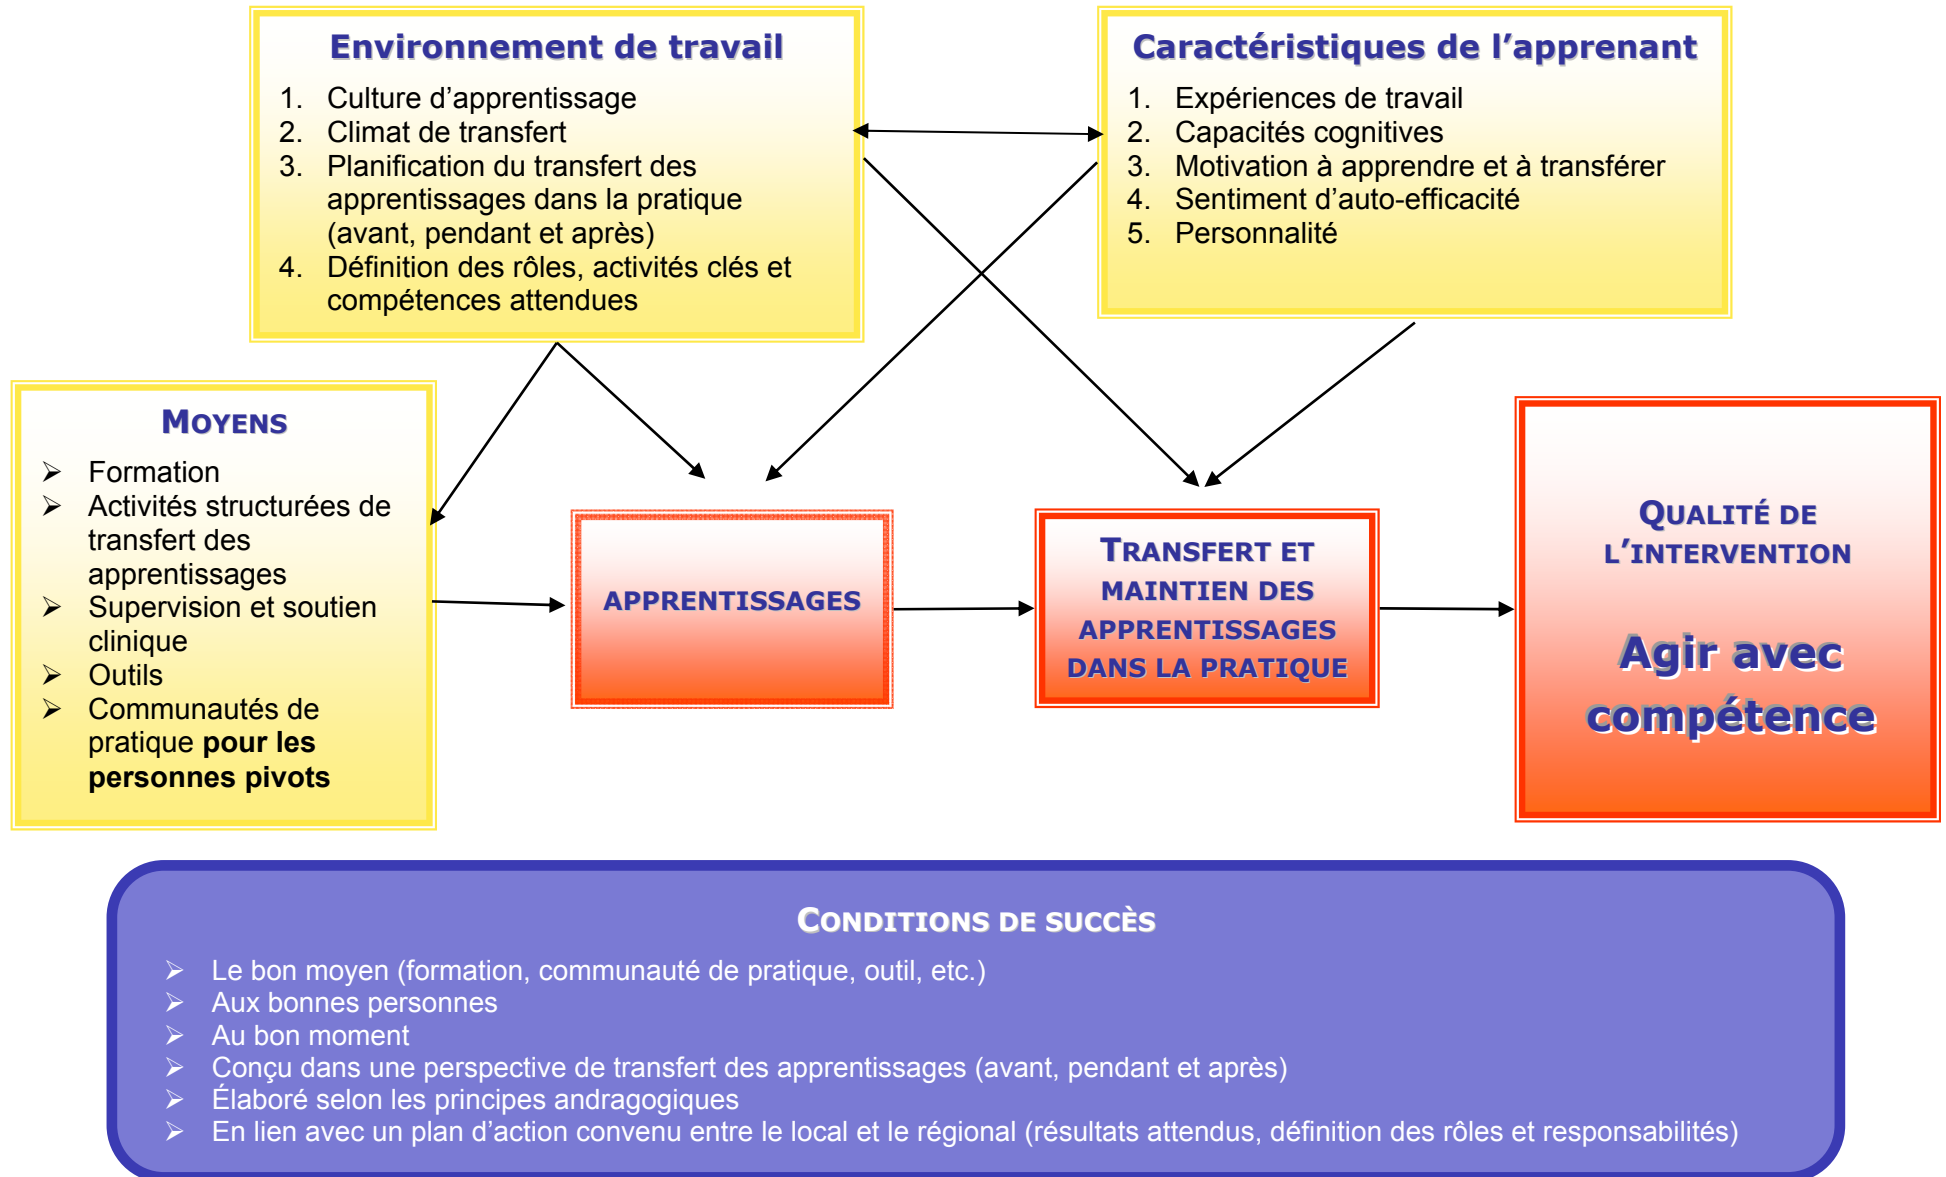 Environnement de travail
1. Culture d’apprentissage
2. Climat de transfert
3. Planification du transfert des
apprentissages dans la pratique
(avant, pendant et après)
4. Définition des rôles, activités clés et
compétences attendues
Caractéristiques de l’apprenant
1. Expériences de travail
2. Capacités cognitives
3. Motivation à apprendre et à transférer
4. Sentiment d’auto-efficacité
5. Personnalité
MOYENS
➢ Formation
➢ Activités structurées de
transfert des
apprentissages
➢ Supervision et soutien
clinique
➢ Outils
➢ Communautés de
pratique pour les
personnes pivots
APPRENTISSAGES
TRANSFERT ET
MAINTIEN DES
APPRENTISSAGES
DANS LA PRATIQUE
QUALITÉ DE
L’INTERVENTION
Agir avec
compétence
CONDITIONS DE SUCCÈS
➢ Le bon moyen (formation, communauté de pratique, outil, etc.)
➢ Aux bonnes personnes
➢ Au bon moment
➢ Conçu dans une perspective de transfert des apprentissages (avant, pendant et après)
➢ Élaboré selon les principes andragogiques
➢ En lien avec un plan d’action convenu entre le local et le régional (résultats attendus, définition des rôles et responsabilités)